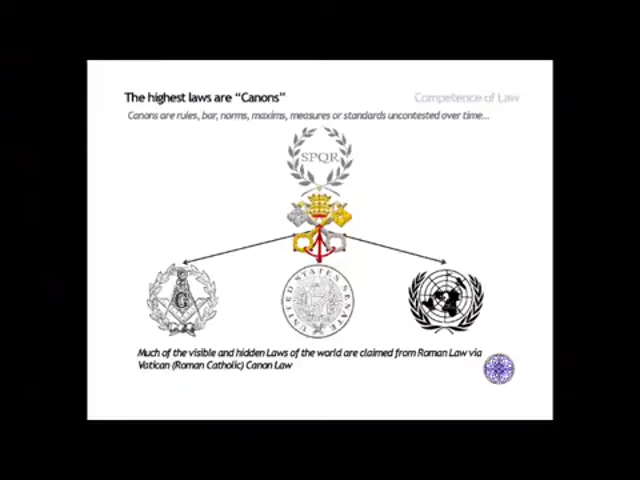 The highest laws are “Canons”
Competence of Law
Canons are rules, bar, norms, maxims, measures or standards uncontested over time...
SPQR
G
UNITED STATES SENATE
Much of the visible and hidden Laws of the world are claimed from Roman Law via
Vatican (Roman Catholic) Canon Law